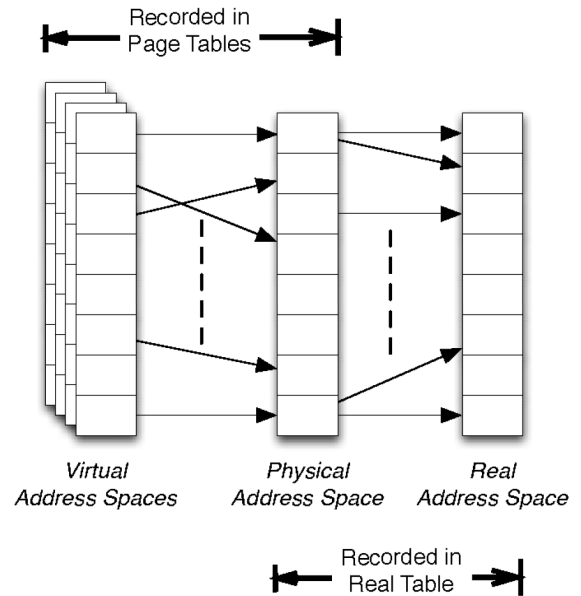 Recorded in
Page Tables
Virtual
Address Spaces
Physical
Address Space
Real
Address Space
Recorded in
Real Table